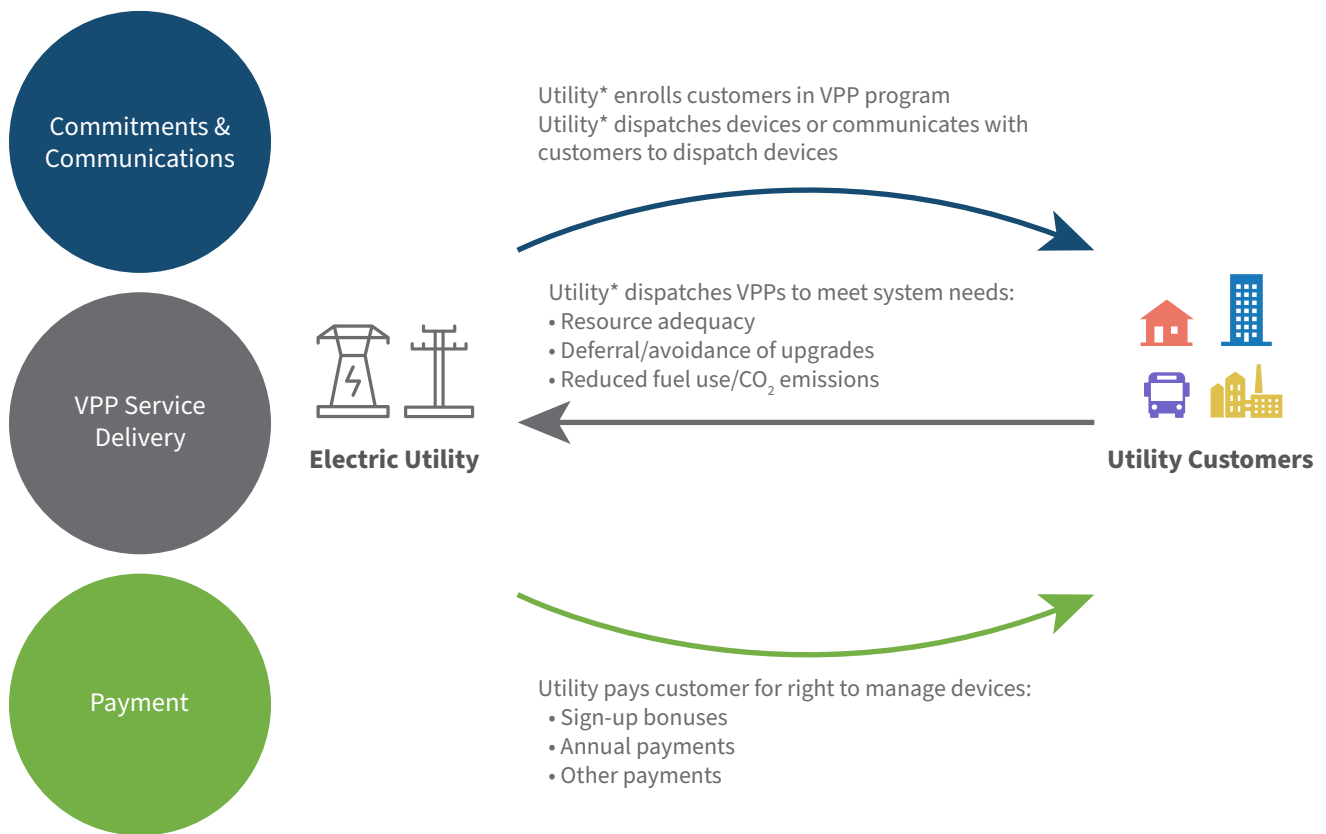 Commitments &
Communications
Utility* enrolls customers in VPP program
Utility* dispatches devices or communicates with
customers to dispatch devices
VPP Service
Delivery
Electric Utility
Utility* dispatches VPPs to meet system needs:
• Resource adequacy
• Deferral/avoidance of upgrades
• Reduced fuel use/CO₂ emissions
Utility Customers
Payment
Utility pays customer for right to manage devices:
• Sign-up bonuses
• Annual payments
• Other payments